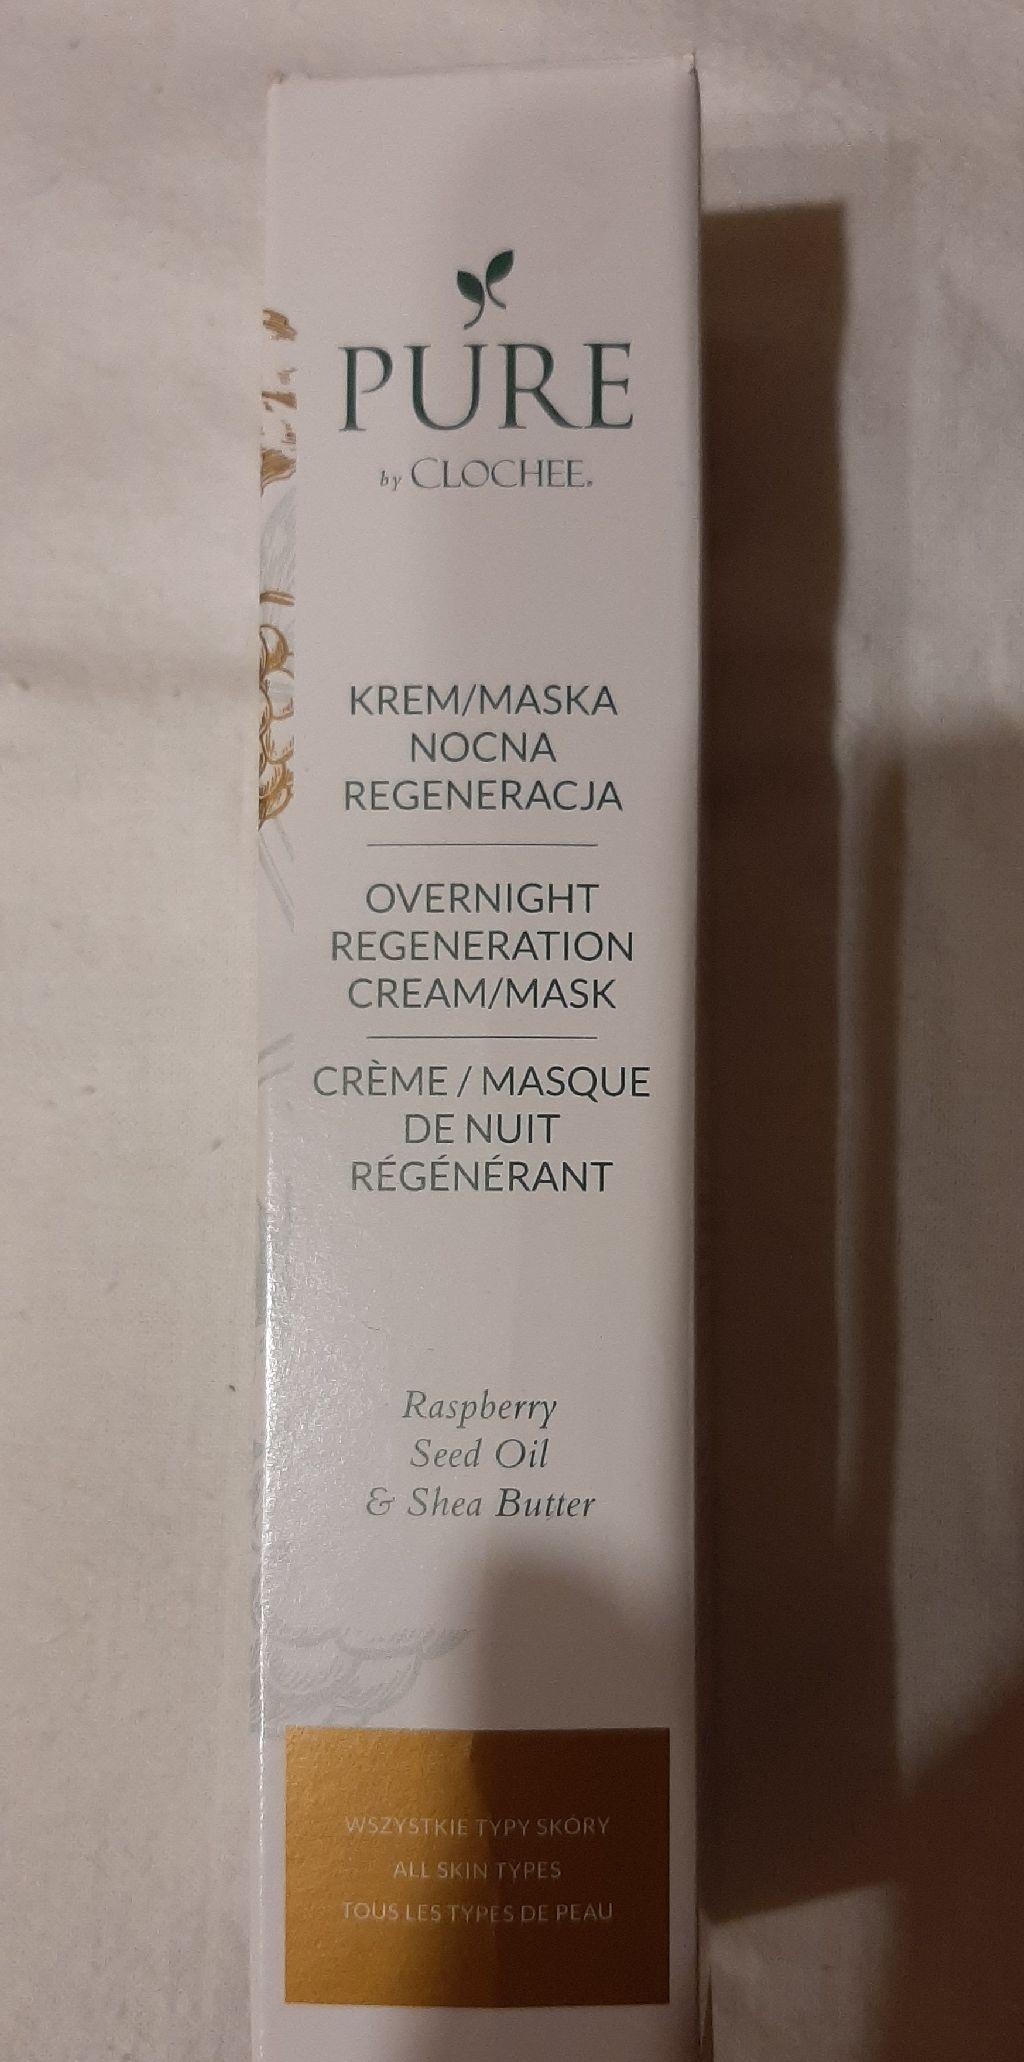 PURE
by CLOCHEE®
KREM/MASKA
NOCNA
REGENERACJA
OVERNIGHT
REGENERATION
CREAM/MASK
CRÈME / MASQUE
DE NUIT
RÉGÉNÉRANT
Raspberry
Seed Oil
& Shea Butter
WSZYSTKIE TYPY SKÓRY
ALL SKIN TYPES
TOUS LES TYPES DE PEAU